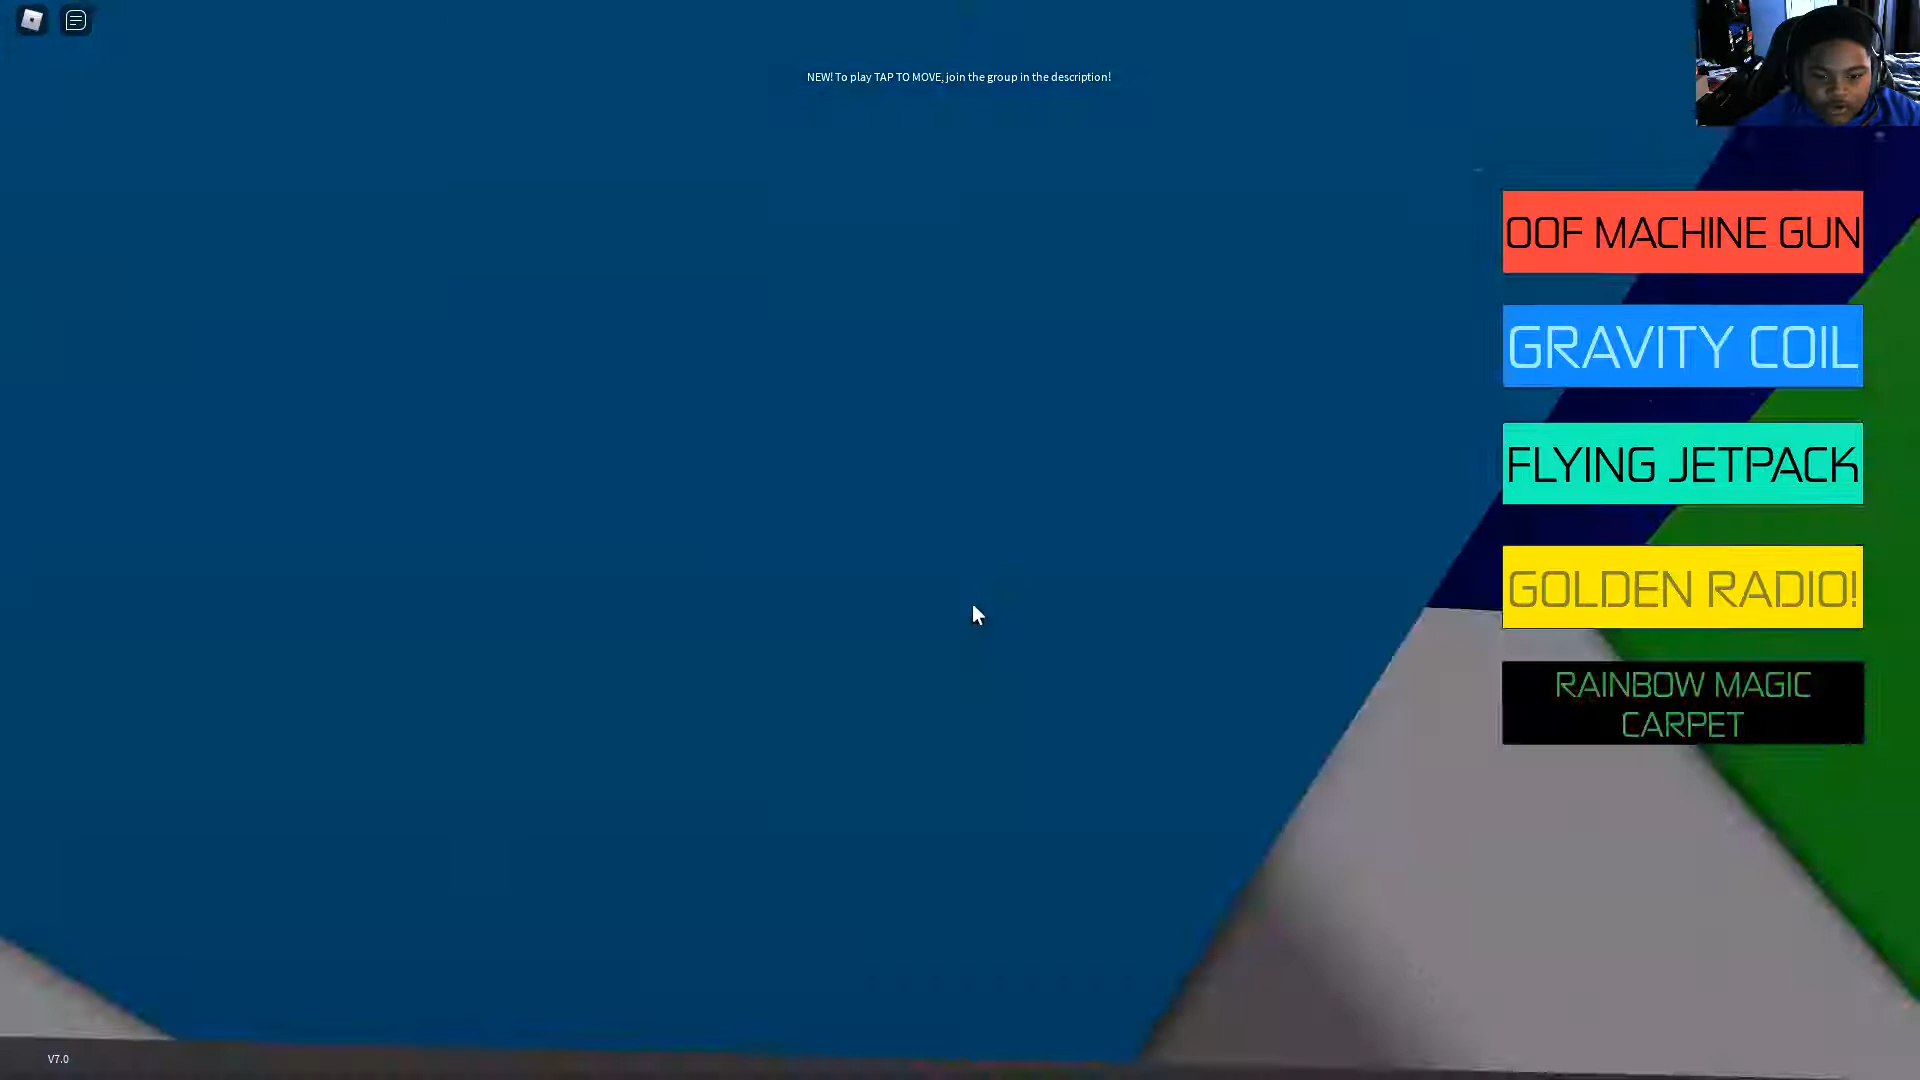 NEW! To play TAP TO MOVE, join the group in the description!
OOF MACHINE GUN
GRAVITY COIL
FLYING JETPACK
GOLDEN RADIO!
RAINBOW MAGIC
CARPET
V7.0